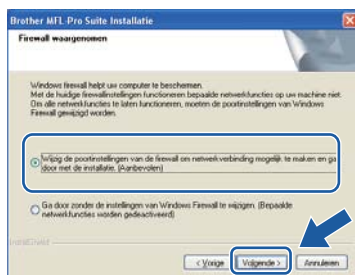 Brother MFL-Pro Suite Installatie
Firewall waargenomen
Windows firewall helpt uw computer te beschermen.
Met de huidige firewallinstellingen functioneren bepaalde netwerkfuncties op uw machine niet.
Om alle netwerkfuncties te laten functioneren, moeten de poortinstellingen van Windows
Firewall gewijzigd worden.
Wijzig de poortinstellingen van de firewall om netwerkverbinding mogelijk te maken en ga
door met de installatie. (Aanbevolen)
Ga door zonder de instellingen van Windows Firewall te wijzigen. (Bepaalde
netwerkfuncties worden gedeactiveerd)
InstallShield
< Vorige
Volgende >
Annuleren